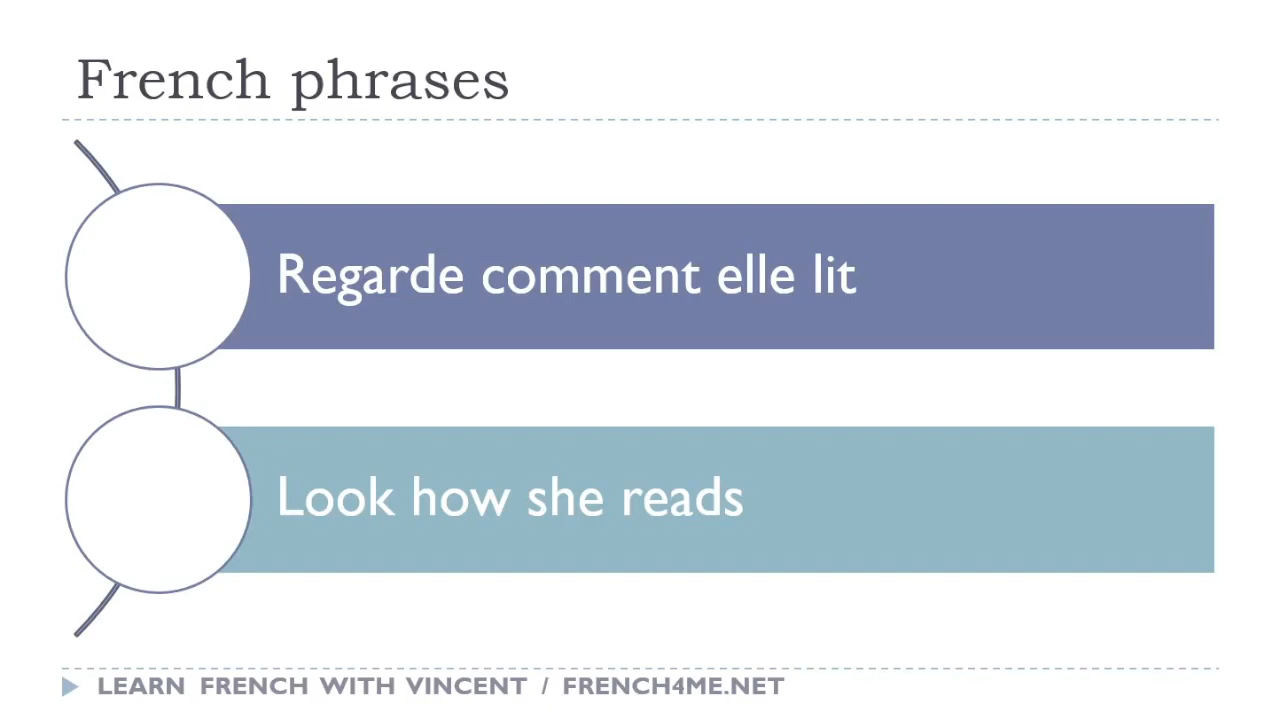 French phrases
Regarde comment elle lit
Look how she reads
LEARN FRENCH WITH VINCENT / FRENCH4ME.NET